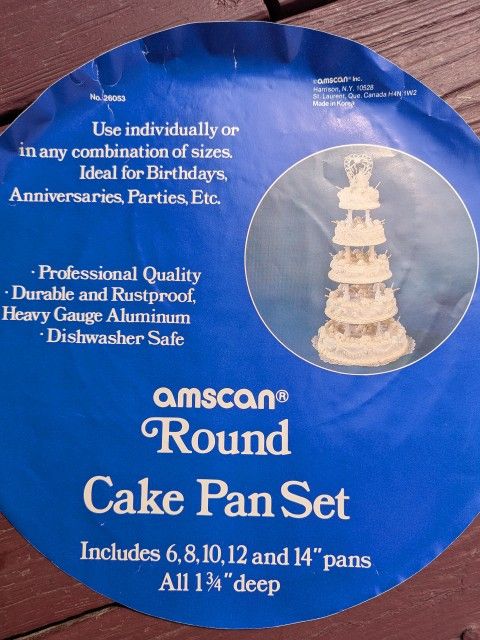 No. 26053
©amscan® Inc.
Harrison, N.Y. 10528
St. Laurent, Que. Canada H4N 1W2
Made in Korea
Use individually or
in any combination of sizes.
Ideal for Birthdays,
Anniversaries, Parties, Etc.
· Professional Quality
· Durable and Rustproof,
Heavy Gauge Aluminum
· Dishwasher Safe
amscan®
Round
Cake Pan Set
Includes 6, 8, 10, 12 and 14" pans
All 1¾" deep